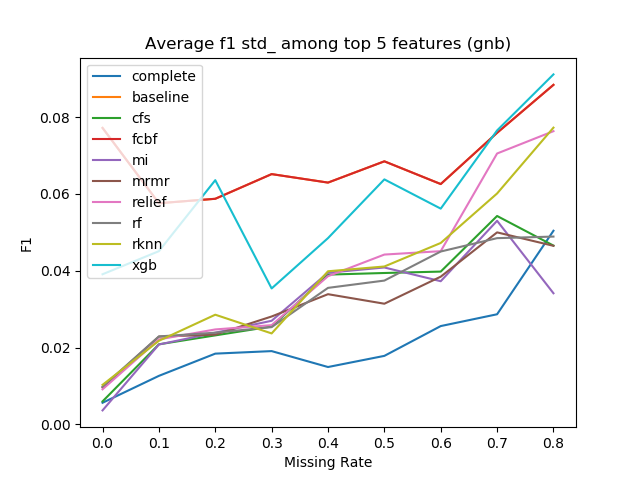 Average f1 std_ among top 5 features (gnb)
complete
baseline
cfs
fcbf
mi
mrmr
relief
rf
rknn
xgb
F1
0.08
0.06
0.04
0.02
0.00
0.0 0.1 0.2 0.3 0.4 0.5 0.6 0.7 0.8
Missing Rate